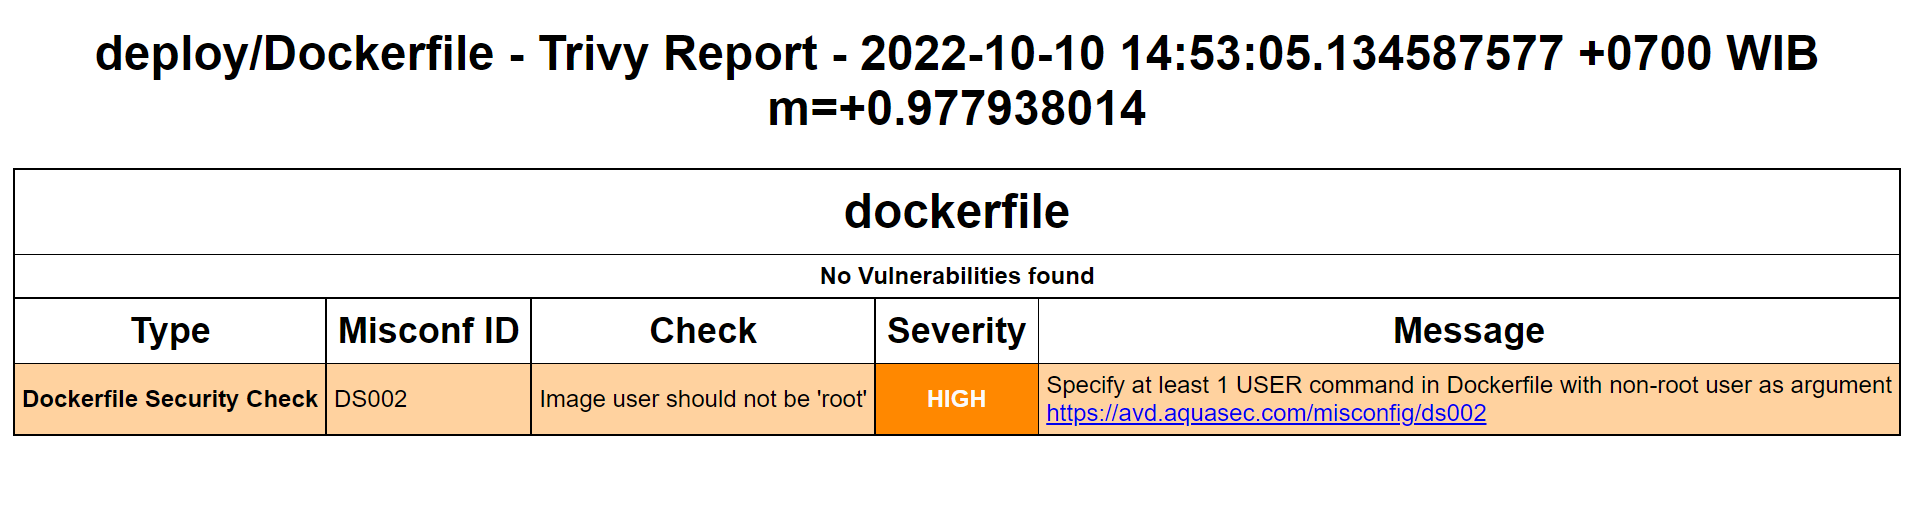 deploy/Dockerfile - Trivy Report - 2022-10-10 14:53:05.134587577 +0700 WIB
m=+0.977938014
dockerfile
No Vulnerabilities found
Type Misconf ID Check Severity Message
Dockerfile Security Check DS002 Image user should not be 'root' HIGH Specify at least 1 USER command in Dockerfile with non-root user as argument
https://avd.aquasec.com/misconfig/ds002